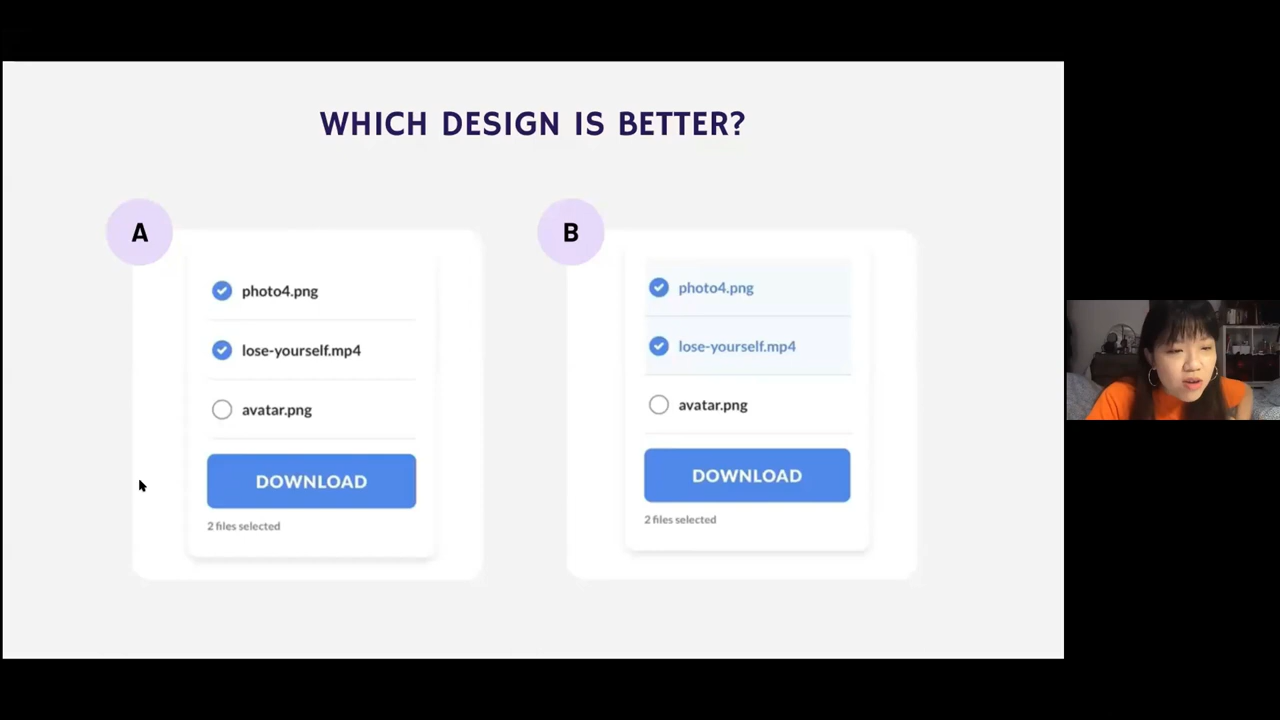 WHICH DESIGN IS BETTER?
A
photo4.png
lose-yourself.mp4
avatar.png
DOWNLOAD
2 files selected
B
photo4.png
lose-yourself.mp4
avatar.png
DOWNLOAD
2 files selected